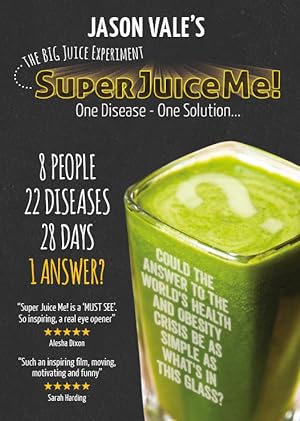 JASON VALE'S
THE BIG JUICE EXPERIMENT
SUPERJUICEME!
One Disease - One Solution...
8 PEOPLE
22 DISEASES
28 DAYS
1 ANSWER?
"Super Juice Me! is a 'MUST SEE'.
So inspiring, a real eye opener"
★★★★★
Alesha Dixon
"Such an inspiring film, moving,
motivating and funny"
★★★★★
Sarah Harding
?
COULD THE
ANSWER TO THE
WORLD'S HEALTH
AND OBESITY
CRISIS BE AS
SIMPLE AS
WHAT'S IN
THIS GLASS?